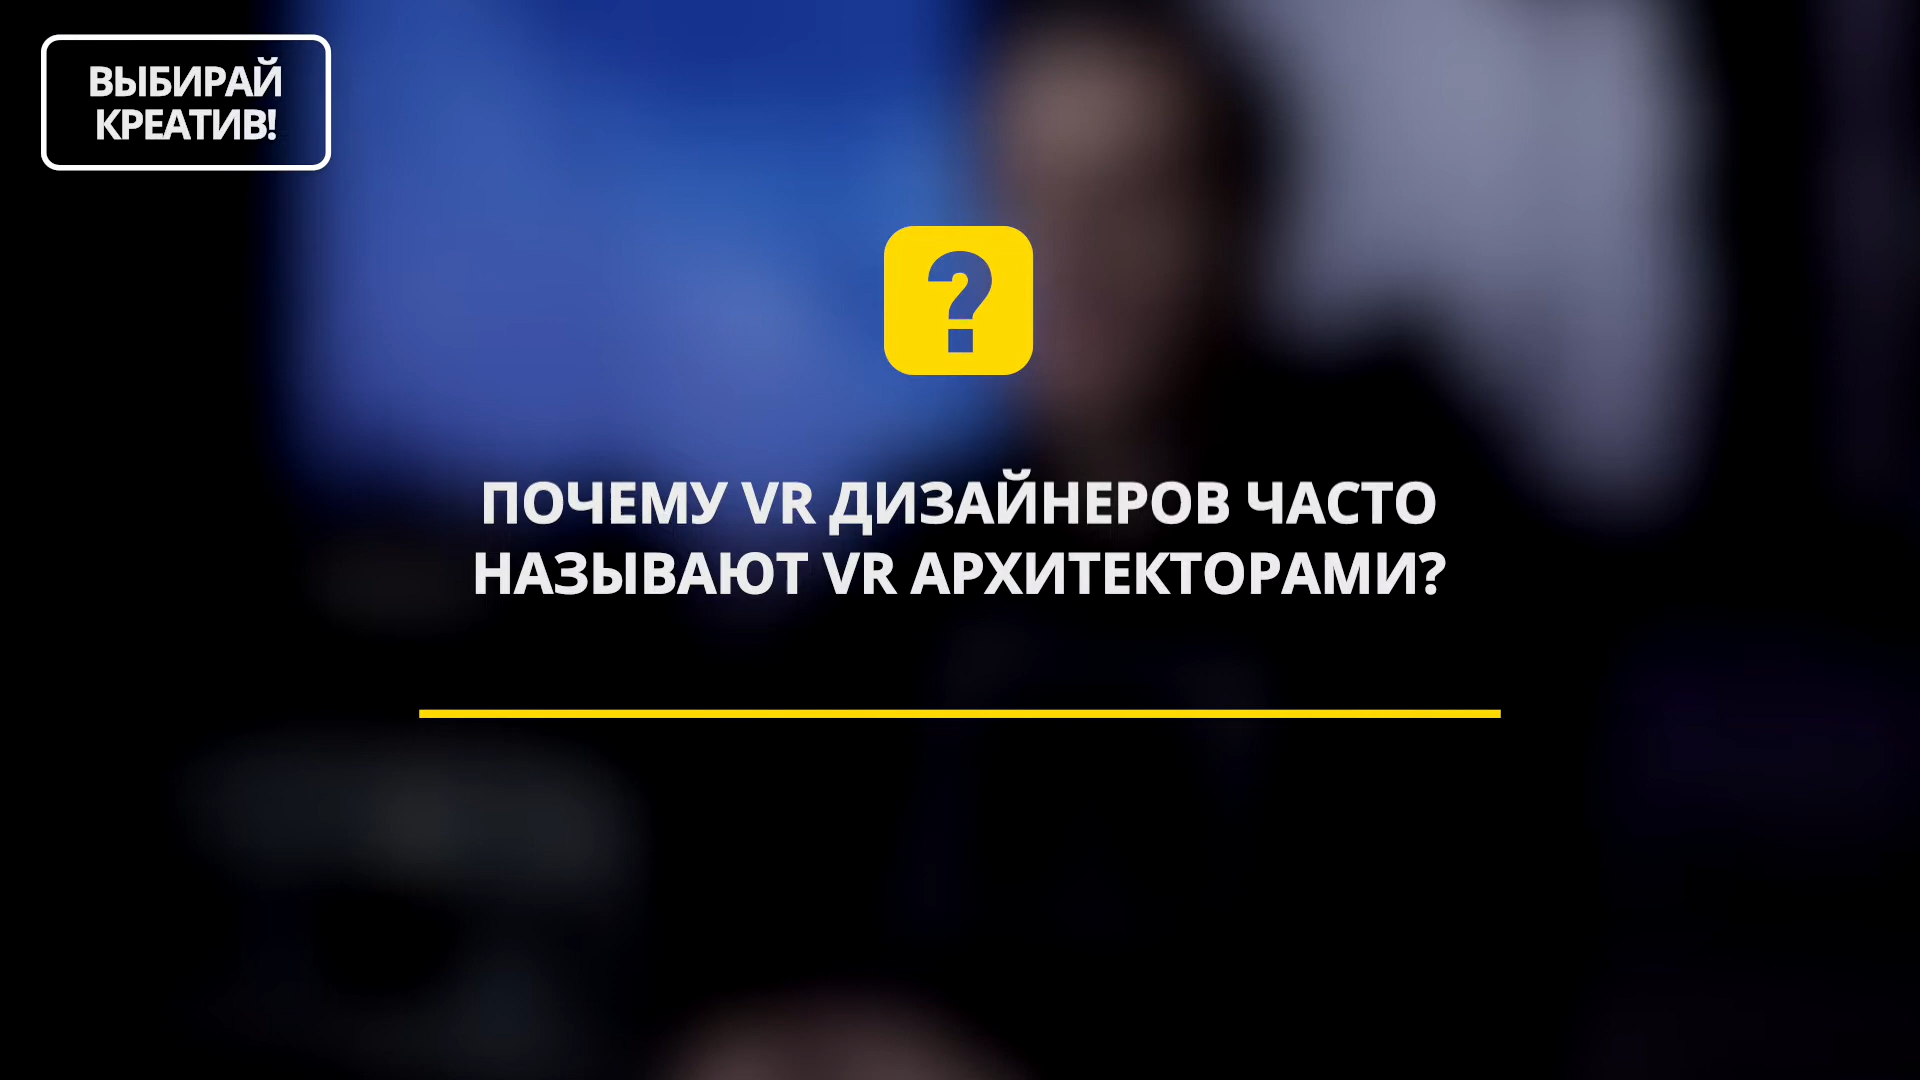 ВЫБИРАЙ
КРЕАТИВ!
?
ПОЧЕМУ VR ДИЗАЙНЕРОВ ЧАСТО
НАЗЫВАЮТ VR АРХИТЕКТОРАМИ?